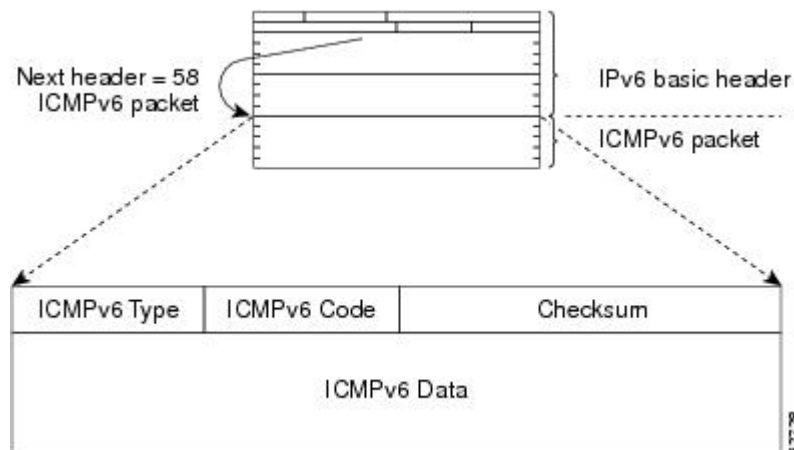 Next header = 58
ICMPv6 packet
IPv6 basic header
ICMPv6 packet
ICMPv6 Type
ICMPv6 Code
Checksum
ICMPv6 Data